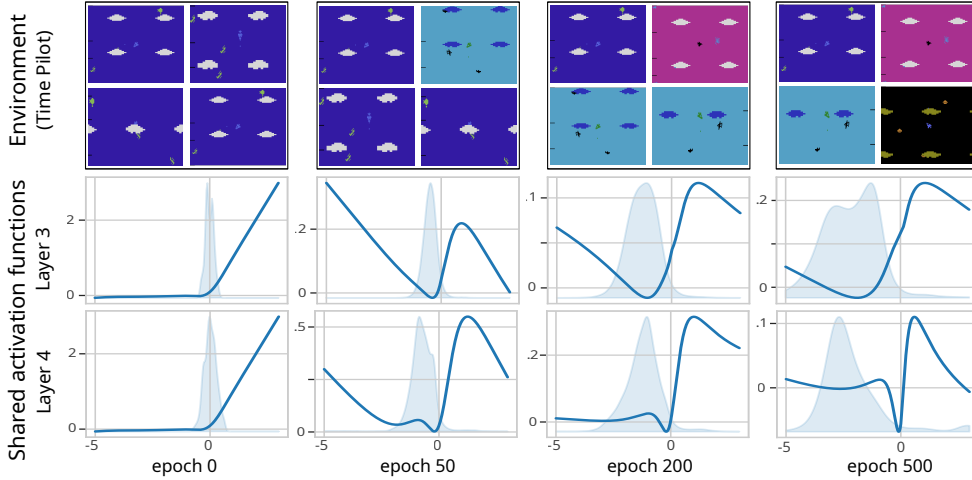 Environment
(Time Pilot)
Shared activation functions
Layer 3
2
0
.2
0
.1
0
.2
0
Layer 4
2
0
.5
0
.2
0
.1
0
-5
0
-5
0
-5
0
-5
0
epoch 0
epoch 50
epoch 200
epoch 500